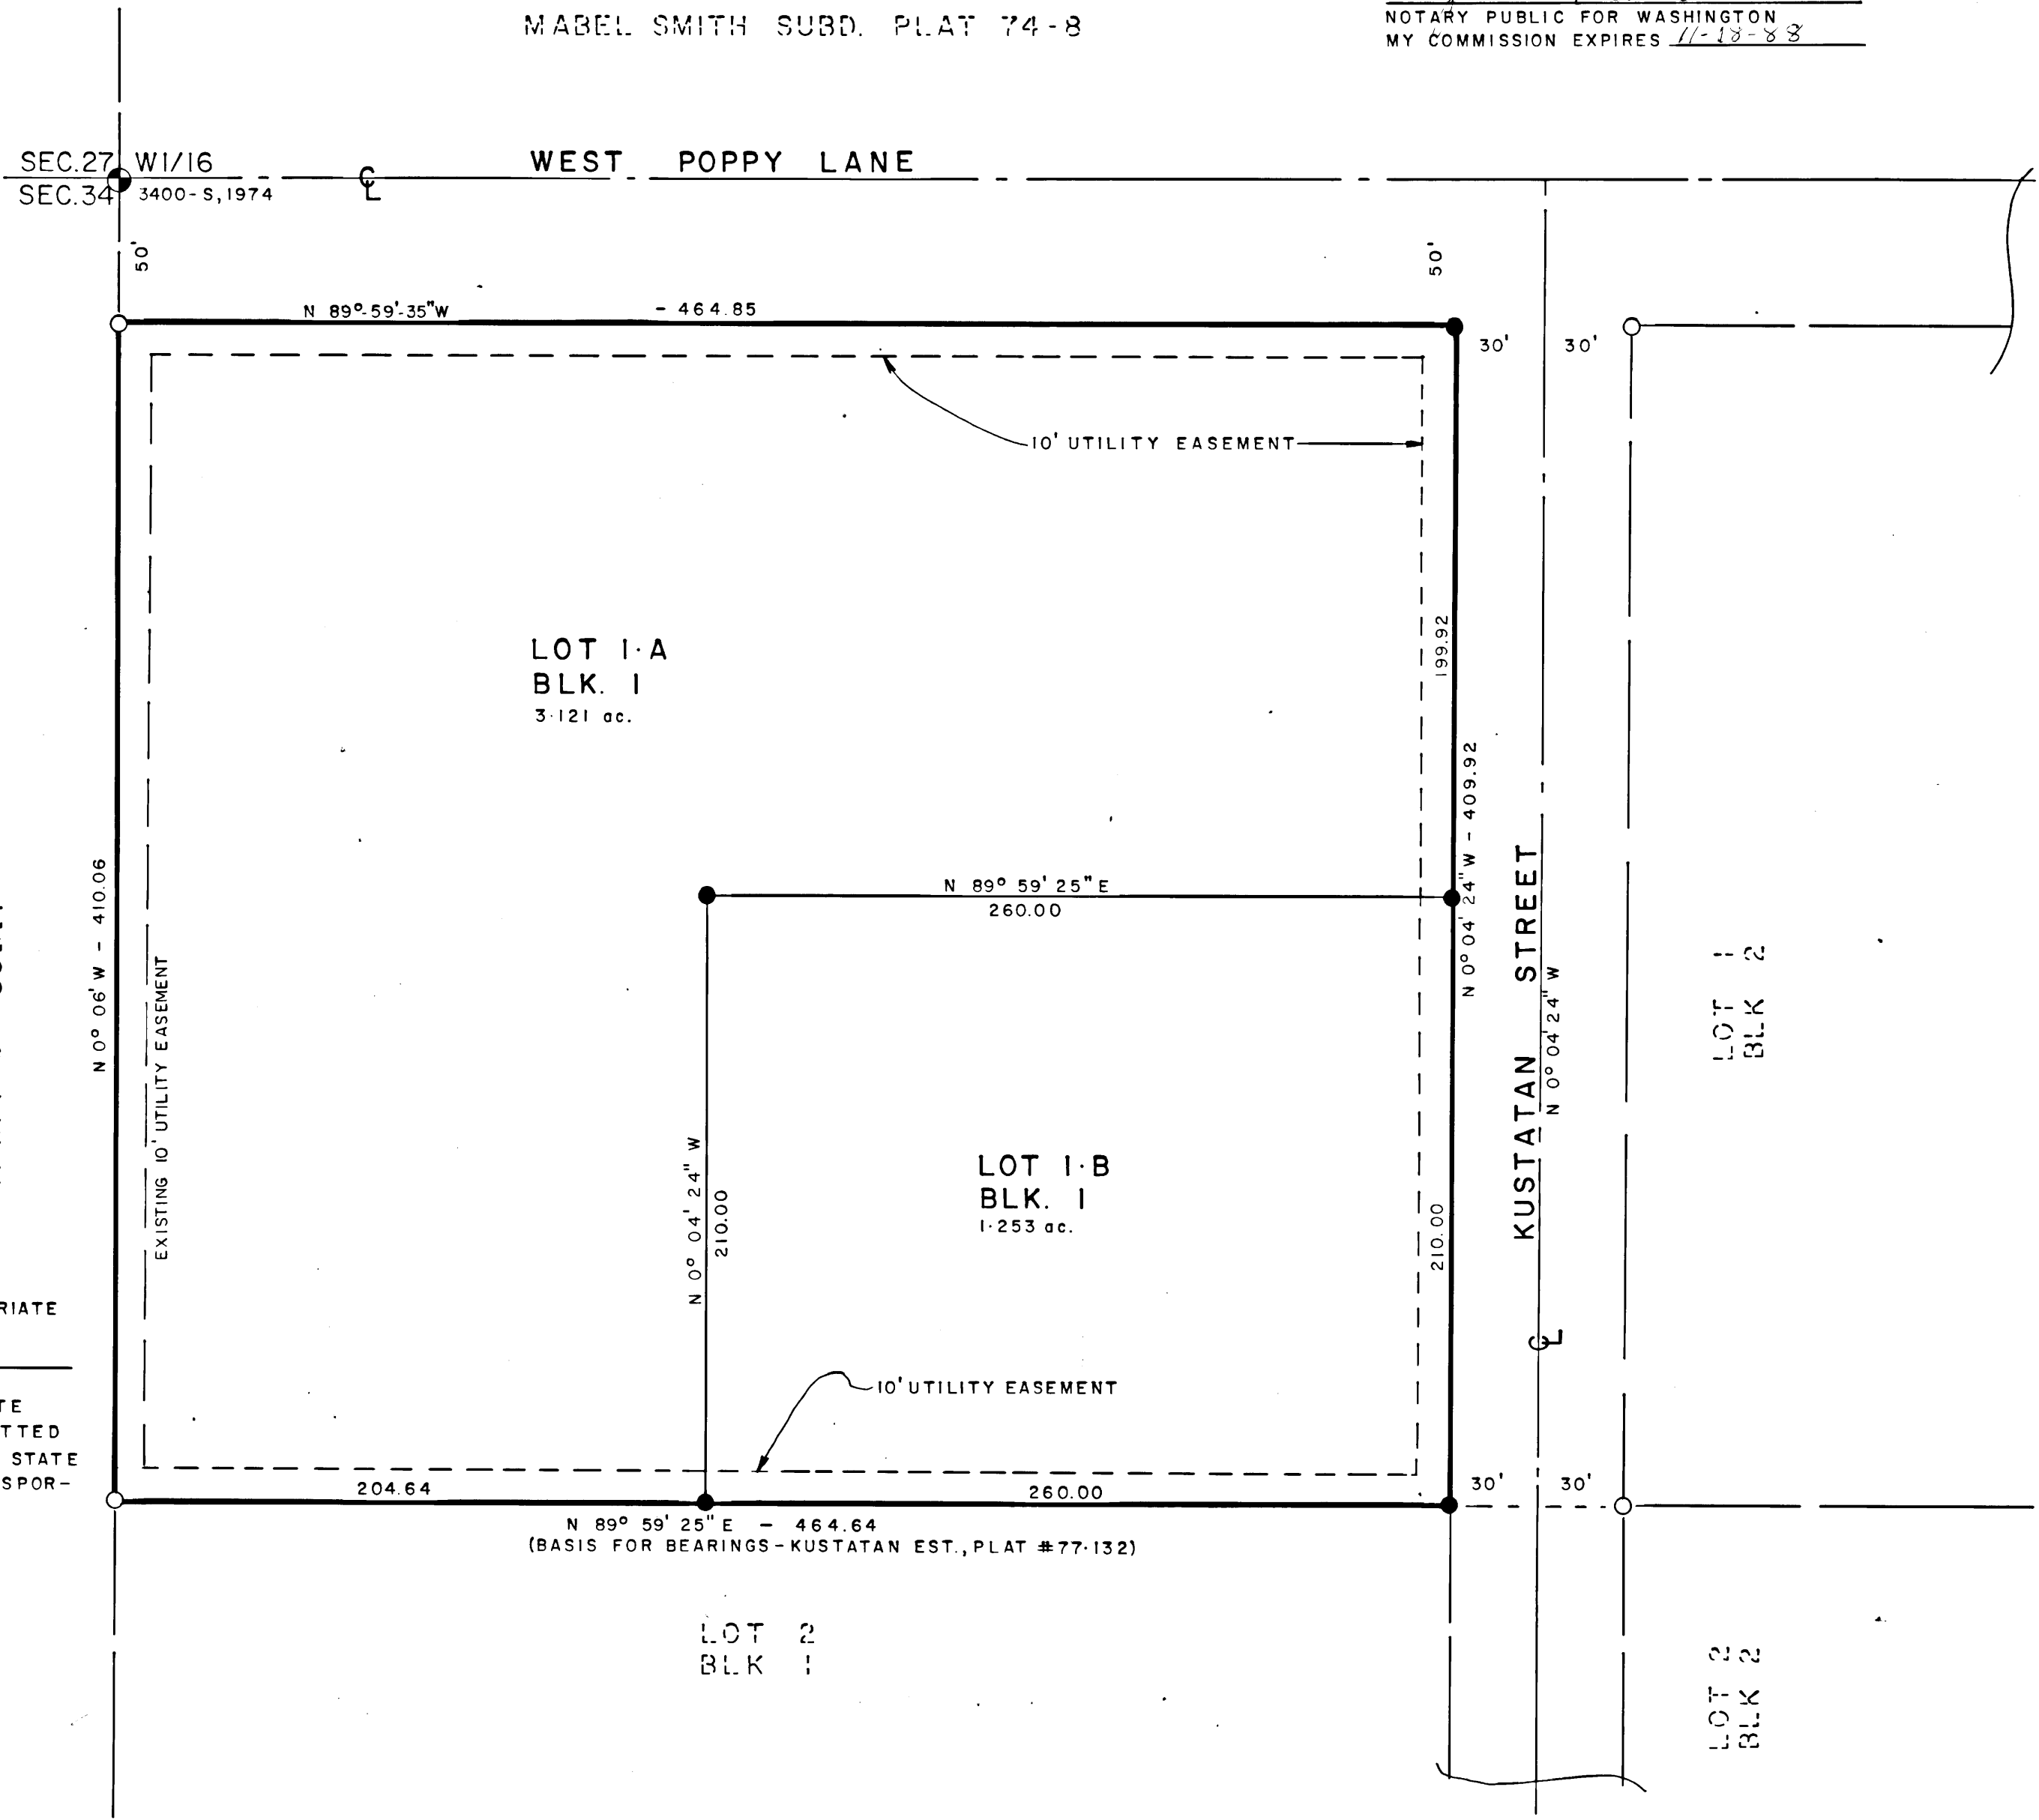 MABEL SMITH SUBD. PLAT 74-8
NOTARY PUBLIC FOR WASHINGTON
MY COMMISSION EXPIRES 11-18-88
SEC.27 W1/16
SEC.34 3400-S,1974
WEST POPPY LANE
℄
50'
50'
N 89°-59'-35"W - 464.85
30' 30'
10' UTILITY EASEMENT
LOT 1·A
BLK. 1
3·121 ac.
199.92
N 0° 04' 24" W - 409.92
N 0° 06' W - 410.06
EXISTING 10' UTILITY EASEMENT
N 89° 59' 25" E
260.00
N 0° 04' 24" W
210.00
LOT 1·B
BLK. 1
1·253 ac.
210.00
KUSTATAN STREET
N 0° 04' 24" W
℄
LOT 1
BLK 2
RIATE
TE
TTED
STATE
SPOR-
10' UTILITY EASEMENT
204.64
260.00
30' 30'
N 89° 59' 25" E - 464.64
(BASIS FOR BEARINGS-KUSTATAN EST., PLAT #77·132)
LOT 2
BLK 1
LOT 2
BLK 2